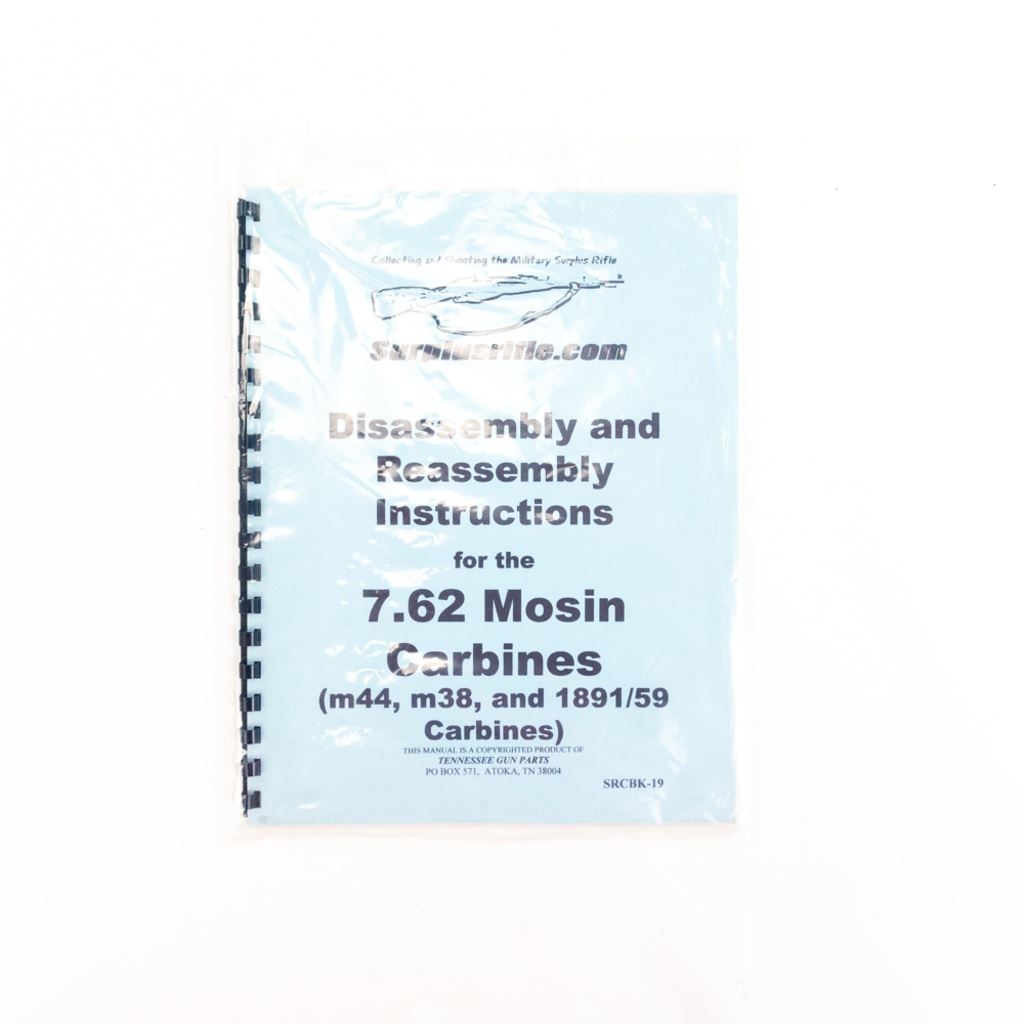 Collecting and Shooting the Military Surplus Rifle
Surplusrifle.com
Disassembly and
Reassembly
Instructions
for the
7.62 Mosin
Carbines
(m44, m38, and 1891/59
Carbines)
THIS MANUAL IS A COPYRIGHTED PRODUCT OF
TENNESSEE GUN PARTS
PO BOX 571, ATOKA, TN 38004
SRCBK-19